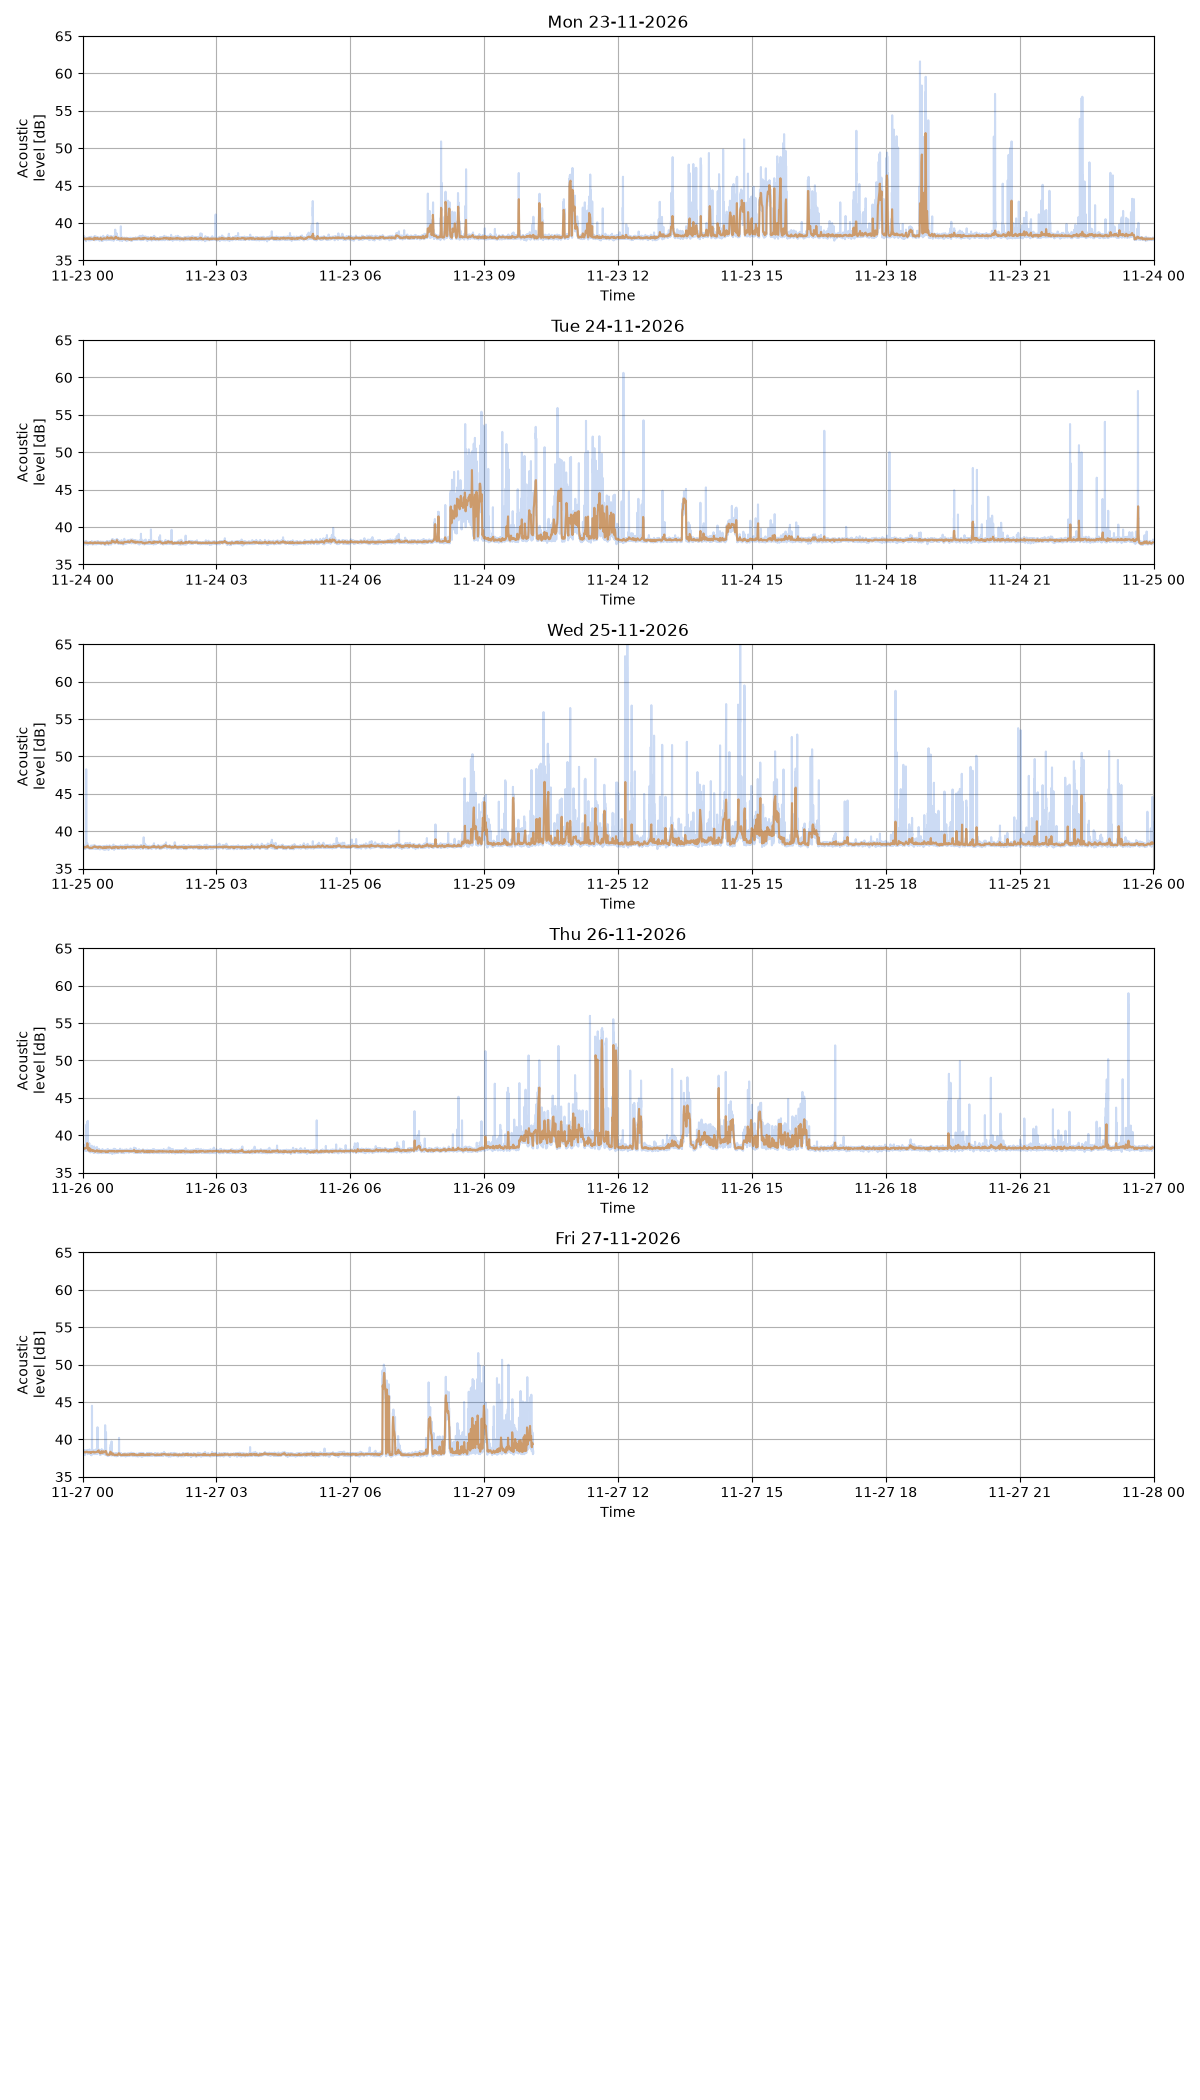 Mon 23-11-2026
65
60
55
50
45
40
35
Acoustic
level [dB]
11-23 00 11-23 03 11-23 06 11-23 09 11-23 12 11-23 15 11-23 18 11-23 21 11-24 00
Time
Tue 24-11-2026
65
60
55
50
45
40
35
Acoustic
level [dB]
11-24 00 11-24 03 11-24 06 11-24 09 11-24 12 11-24 15 11-24 18 11-24 21 11-25 00
Time
Wed 25-11-2026
65
60
55
50
45
40
35
Acoustic
level [dB]
11-25 00 11-25 03 11-25 06 11-25 09 11-25 12 11-25 15 11-25 18 11-25 21 11-26 00
Time
Thu 26-11-2026
65
60
55
50
45
40
35
Acoustic
level [dB]
11-26 00 11-26 03 11-26 06 11-26 09 11-26 12 11-26 15 11-26 18 11-26 21 11-27 00
Time
Fri 27-11-2026
65
60
55
50
45
40
35
Acoustic
level [dB]
11-27 00 11-27 03 11-27 06 11-27 09 11-27 12 11-27 15 11-27 18 11-27 21 11-28 00
Time